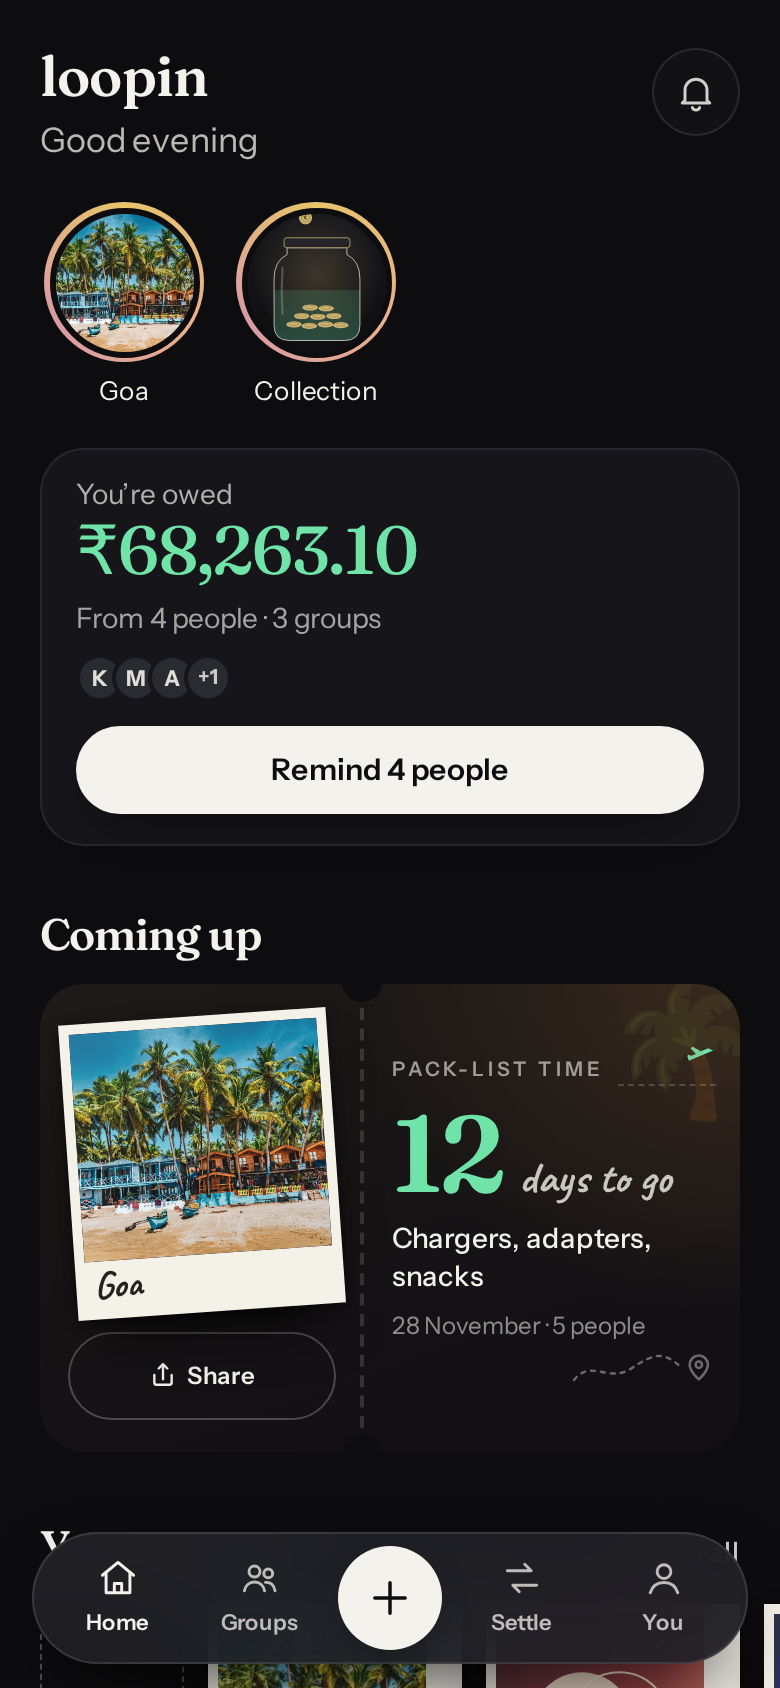 loopin
Good evening
Goa
Collection
You’re owed
₹68,263.10
From 4 people · 3 groups
K M A +1
Remind 4 people
Coming up
PACK-LIST TIME
12 days to go
Chargers, adapters,
snacks
28 November · 5 people
Goa
Share
Home
Groups
Settle
You